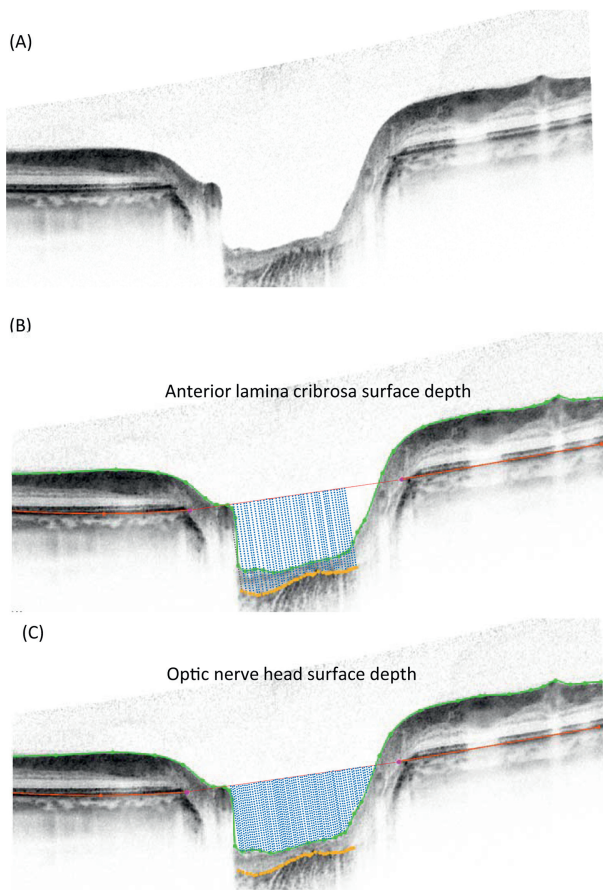 (A)
(B)
Anterior lamina cribrosa surface depth
(C)
Optic nerve head surface depth